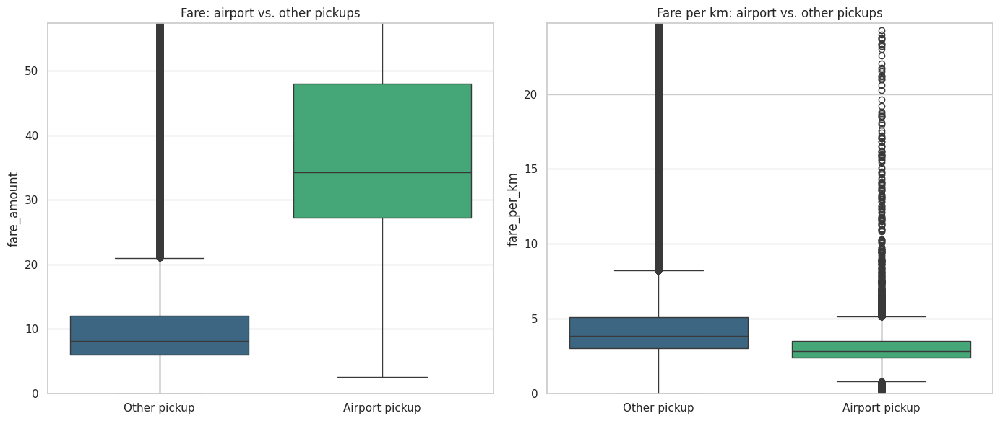 Fare: airport vs. other pickups
fare_amount
50
40
30
20
10
0
Other pickup
Airport pickup
Fare per km: airport vs. other pickups
fare_per_km
20
15
10
5
0
Other pickup
Airport pickup